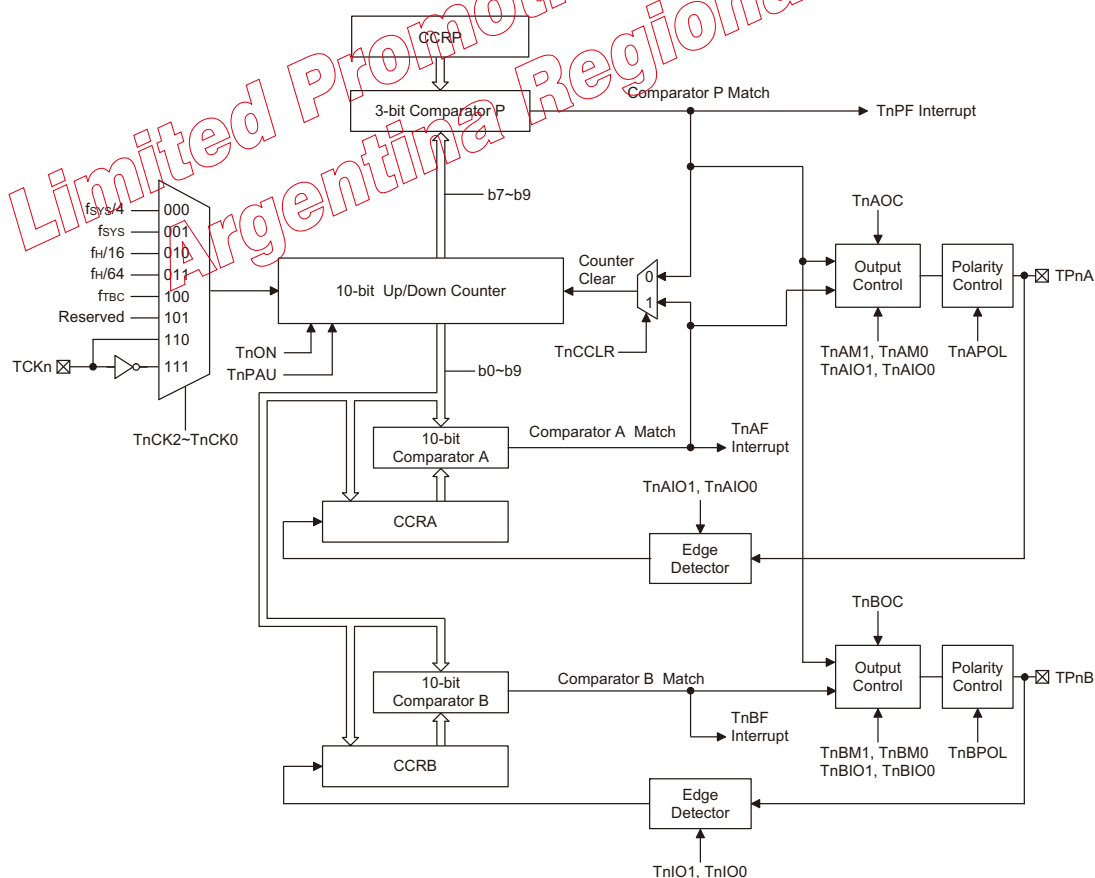 Limited Promoti
Argentina Regiona
CCRP
3-bit Comparator P
Comparator P Match
TnPF Interrupt
b7~b9
fSYS/4
000
fSYS
001
fH/16
010
fH/64
011
fTBC
100
Reserved
101
110
111
TCKn
TnCK2~TnCK0
10-bit Up/Down Counter
TnON
TnPAU
Counter
Clear
0
1
TnCCLR
TnAOC
Output
Control
Polarity
Control
TPnA
TnAM1, TnAM0
TnAIO1, TnAIO0
TnAPOL
b0~b9
10-bit
Comparator A
Comparator A Match
TnAF
Interrupt
CCRA
TnAIO1, TnAIO0
Edge
Detector
TnBOC
Output
Control
Polarity
Control
TPnB
10-bit
Comparator B
Comparator B Match
TnBF
Interrupt
TnBM1, TnBM0
TnBIO1, TnBIO0
TnBPOL
CCRB
Edge
Detector
TnIO1, TnIO0